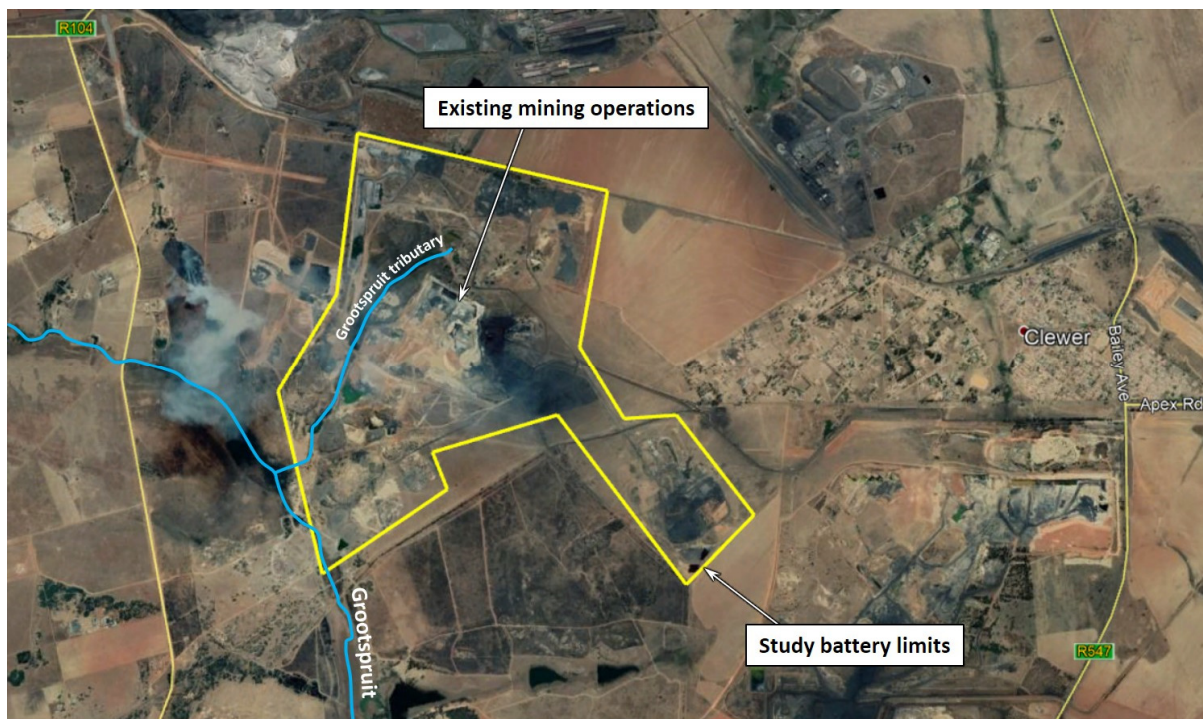 R104
Existing mining operations
Grootspruit tributary
Clewer
Bailey Ave
Apex Rd
Grootspruit
Study battery limits
R547